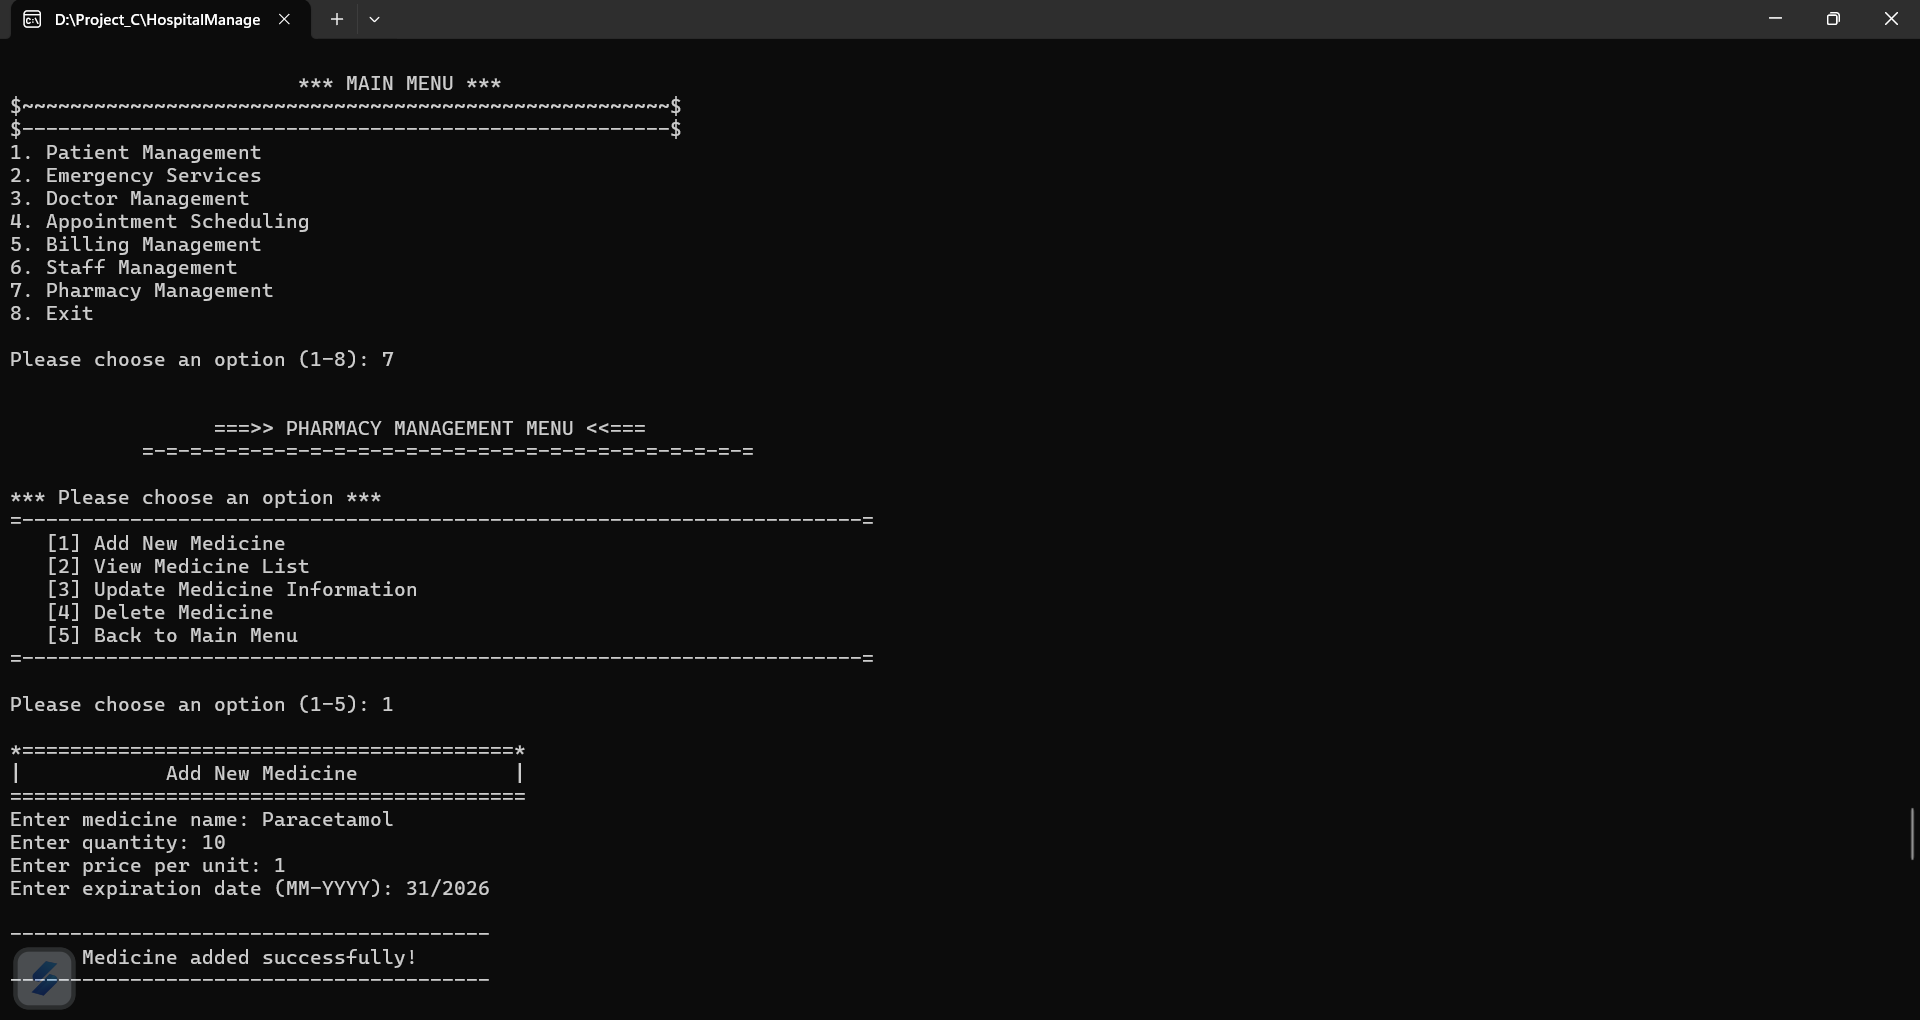 D:\Project_C\HospitalManage
*** MAIN MENU ***
$~~~~~~~~~~~~~~~~~~~~~~~~~~~~~~~~~~~~~~~~~~~~~~~~~~~~~~$
$------------------------------------------------------$
1. Patient Management
2. Emergency Services
3. Doctor Management
4. Appointment Scheduling
5. Billing Management
6. Staff Management
7. Pharmacy Management
8. Exit
Please choose an option (1-8): 7
===>> PHARMACY MANAGEMENT MENU <<===
=-=-=-=-=-=-=-=-=-=-=-=-=-=-=-=-=-=-=-=-=-=-=-=-=-=
*** Please choose an option ***
=----------------------------------------------------------------------=
[1] Add New Medicine
[2] View Medicine List
[3] Update Medicine Information
[4] Delete Medicine
[5] Back to Main Menu
=----------------------------------------------------------------------=
Please choose an option (1-5): 1
*=========================================*
| Add New Medicine |
===========================================
Enter medicine name: Paracetamol
Enter quantity: 10
Enter price per unit: 1
Enter expiration date (MM-YYYY): 31/2026
----------------------------------------
Medicine added successfully!
----------------------------------------